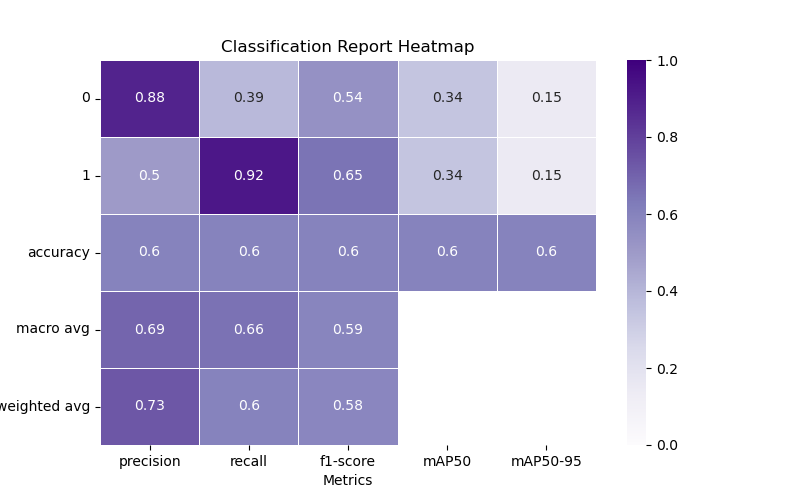 Classification Report Heatmap
0 0.88 0.39 0.54 0.34 0.15
1 0.5 0.92 0.65 0.34 0.15
accuracy 0.6 0.6 0.6 0.6 0.6
macro avg 0.69 0.66 0.59
weighted avg 0.73 0.6 0.58
precision recall f1-score mAP50 mAP50-95
Metrics
1.0
0.8
0.6
0.4
0.2
0.0